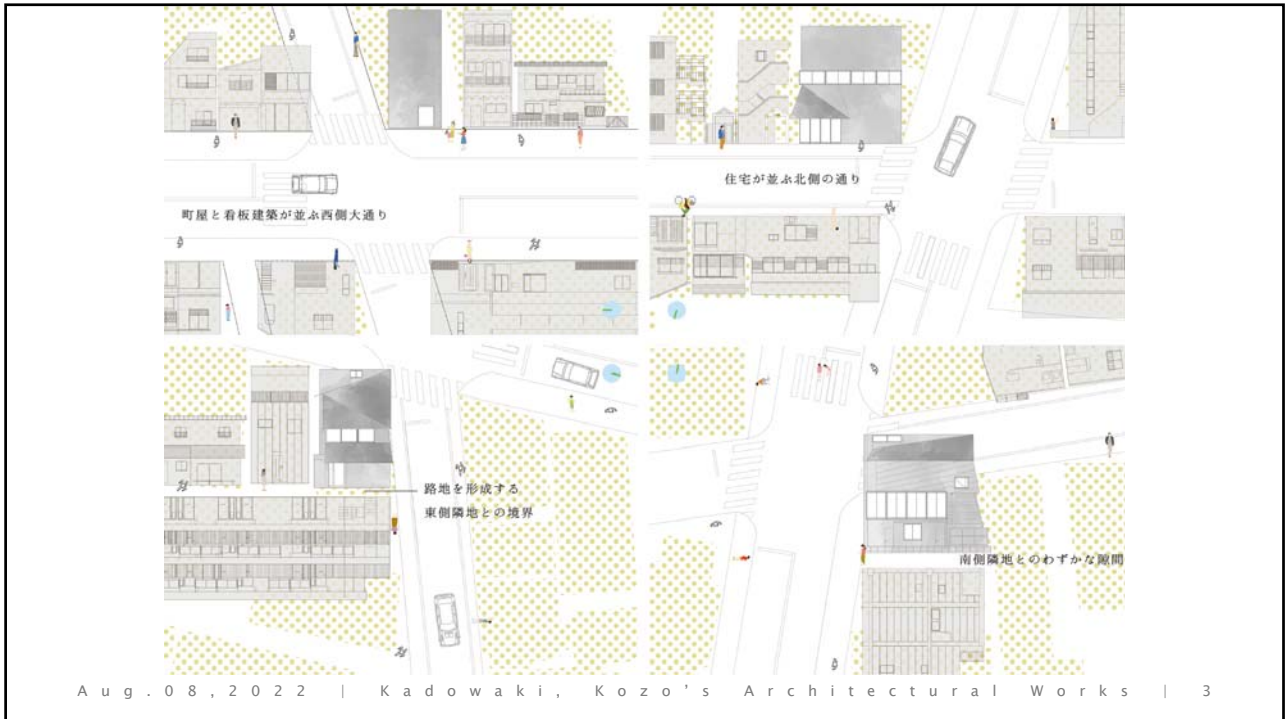 町屋と看板建築が並ぶ西側大通り
住宅が並ぶ北側の通り
路地を形成する
東側隣地との境界
南側隣地とのわずかな隙間
Aug.08,2022 | Kadowaki, Kozo’s Architectural Works | 3